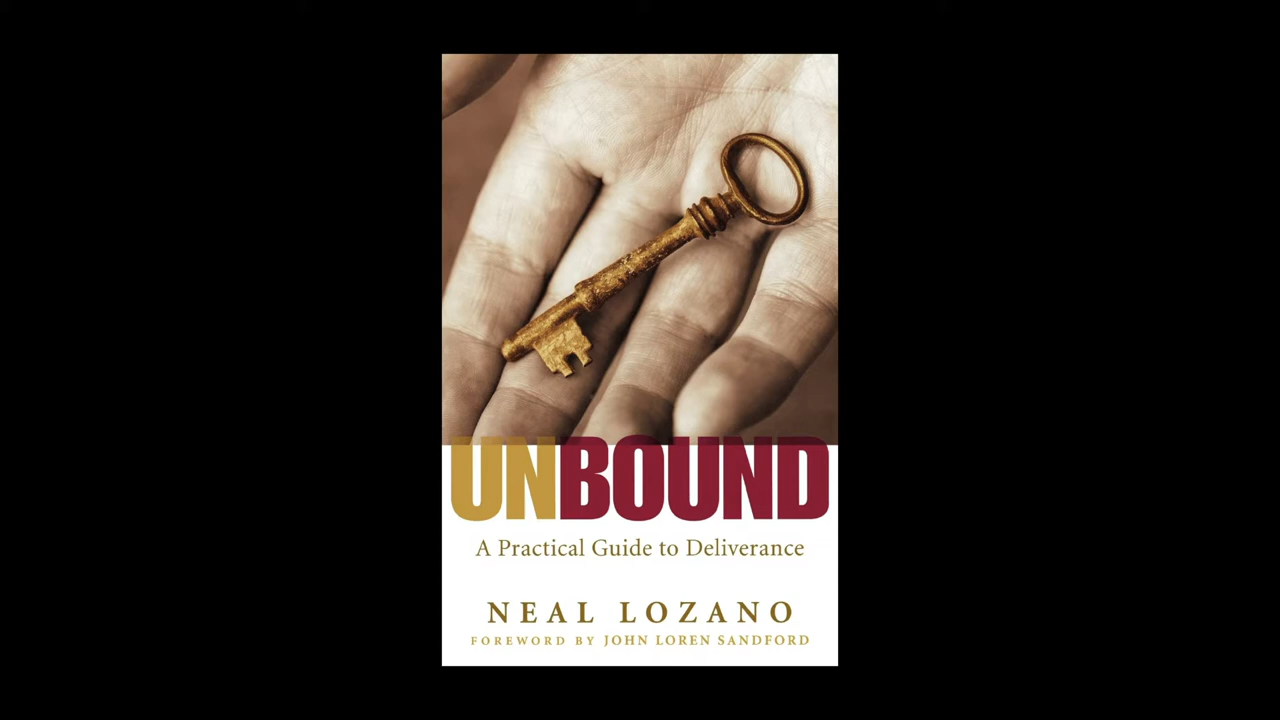 UNBOUND
A Practical Guide to Deliverance
NEAL LOZANO
FOREWORD BY JOHN LOREN SANDFORD